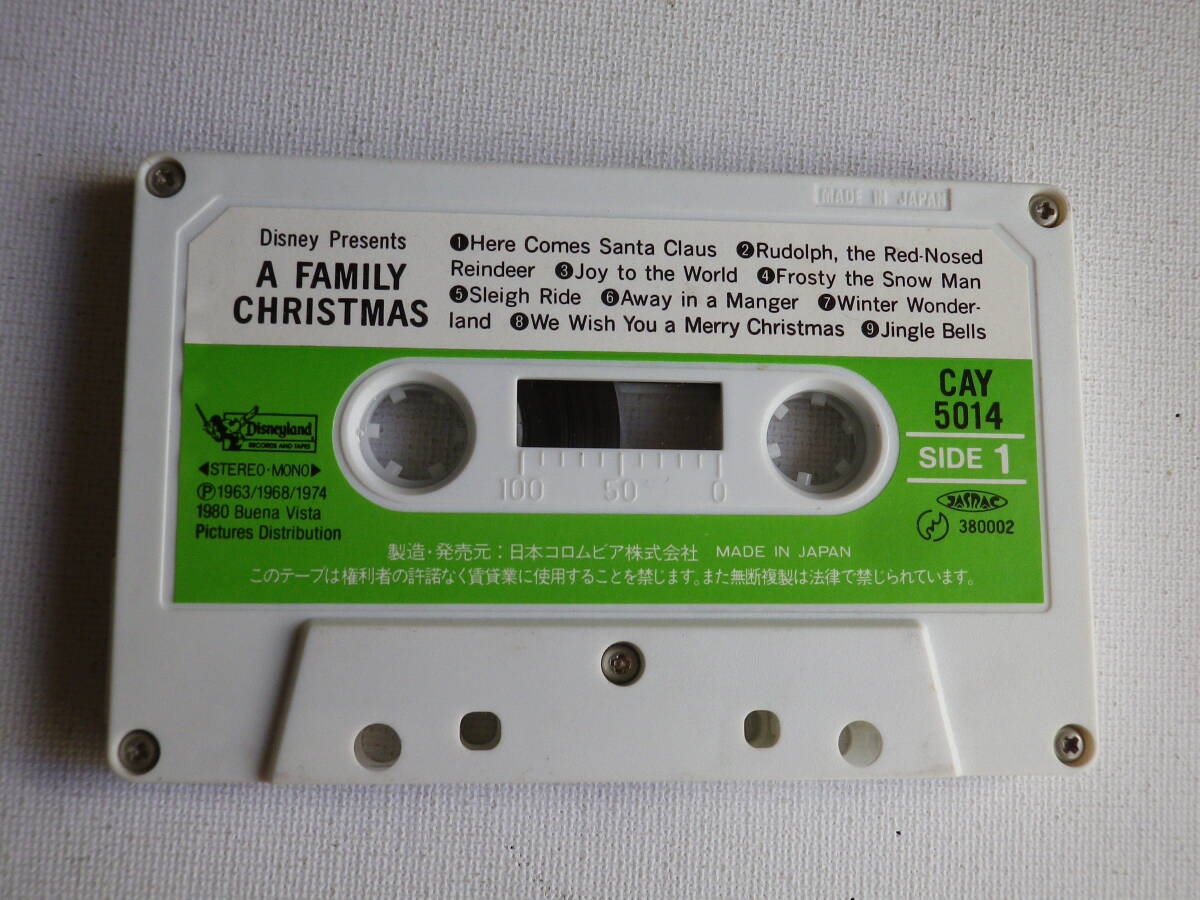 MADE IN JAPAN
Disney Presents
A FAMILY
CHRISTMAS
❶Here Comes Santa Claus ❷Rudolph, the Red-Nosed
Reindeer ❸Joy to the World ❹Frosty the Snow Man
❺Sleigh Ride ❻Away in a Manger ❼Winter Wonder-
land ❽We Wish You a Merry Christmas ❾Jingle Bells
CAY
5014
SIDE 1
Disneyland
RECORDS AND TAPES
◀STEREO·MONO▶
Ⓟ1963/1968/1974
1980 Buena Vista
Pictures Distribution
100 50 0
JASRAC
380002
製造・発売元：日本コロムビア株式会社 MADE IN JAPAN
このテープは権利者の許諾なく賃貸業に使用することを禁じます。また無断複製は法律で禁じられています。